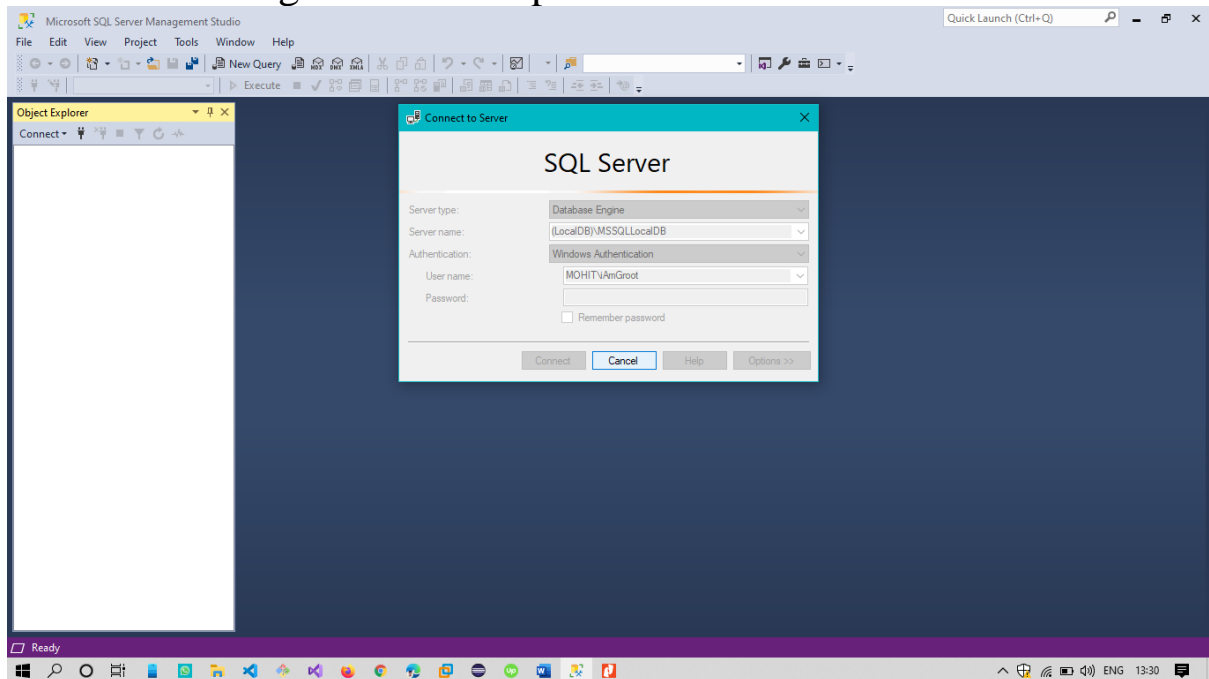 Microsoft SQL Server Management Studio
Quick Launch (Ctrl+Q)
File Edit View Project Tools Window Help
New Query
Execute
Object Explorer
Connect
Connect to Server
SQL Server
Server type:
Database Engine
Server name:
(LocalDB)\MSSQLLocalDB
Authentication:
Windows Authentication
User name:
MOHIT\iAmGroot
Password:
Remember password
Connect Cancel Help Options >>
Ready
ENG 13:30